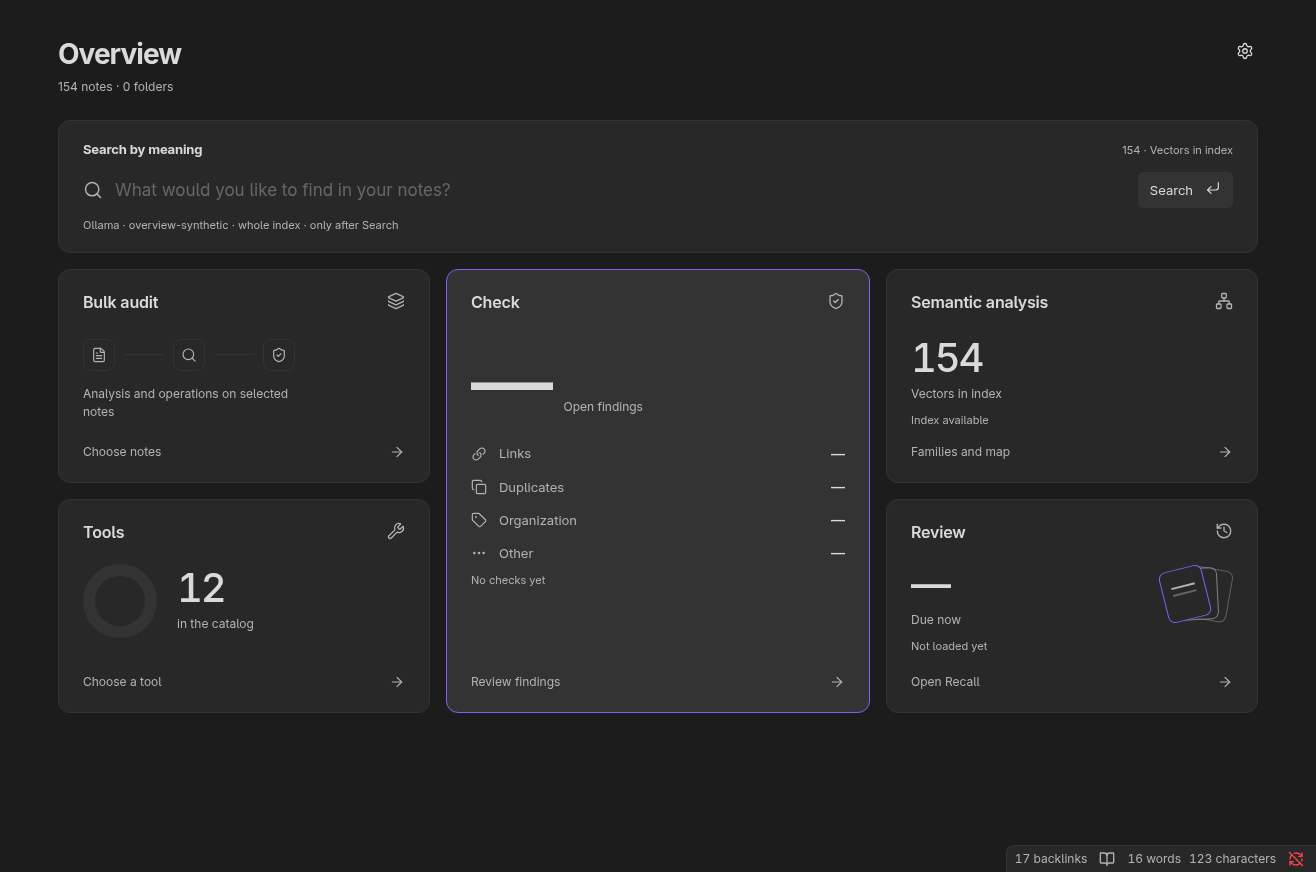 Overview
154 notes · 0 folders
Search by meaning
154 · Vectors in index
What would you like to find in your notes?
Search
Ollama · overview-synthetic · whole index · only after Search
Bulk audit
Analysis and operations on selected
notes
Choose notes
Check
—
Open findings
Links —
Duplicates —
Organization —
Other —
No checks yet
Review findings
Semantic analysis
154
Vectors in index
Index available
Families and map
Tools
12
in the catalog
Choose a tool
Review
—
Due now
Not loaded yet
Open Recall
17 backlinks 16 words 123 characters